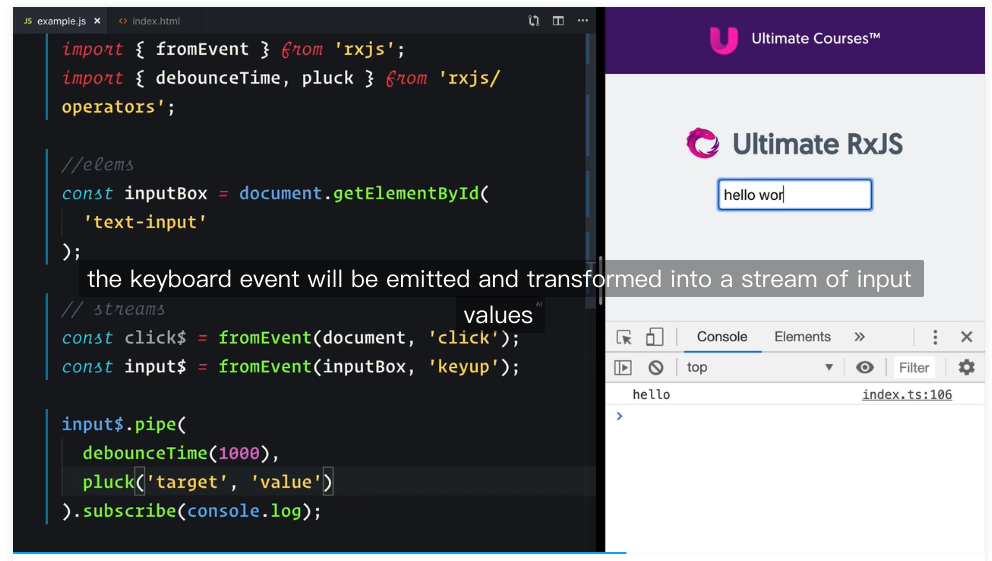 JS example.js ×
<> index.html
import { fromEvent } from 'rxjs';
import { debounceTime, pluck } from 'rxjs/
operators';
//elems
const inputBox = document.getElementById(
'text-input'
);
// streams
const click$ = fromEvent(document, 'click');
const input$ = fromEvent(inputBox, 'keyup');
input$.pipe(
debounceTime(1000),
pluck('target', 'value')
).subscribe(console.log);
the keyboard event will be emitted and transformed into a stream of input
values
AI
Ultimate Courses™
Ultimate RxJS
hello wor
Console Elements »
top Filter
hello index.ts:106